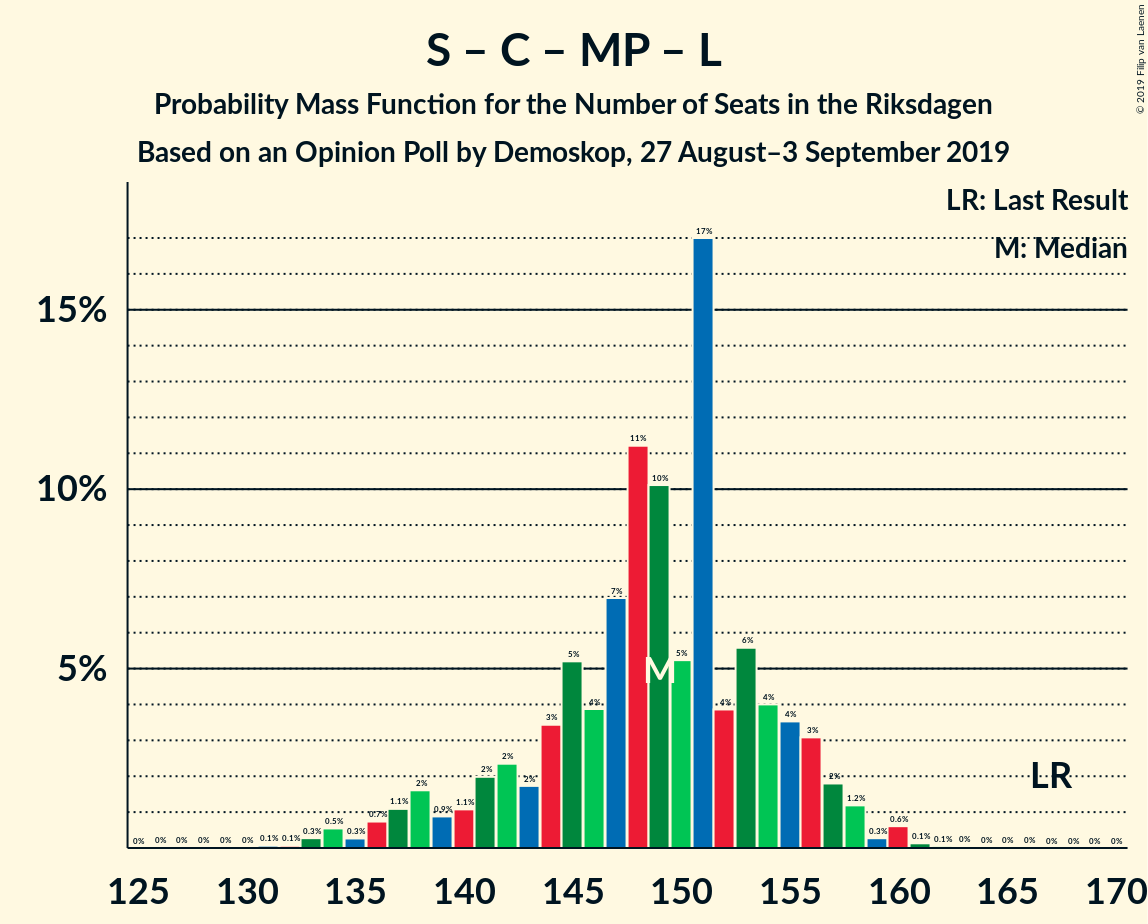 S – C – MP – L
Probability Mass Function for the Number of Seats in the Riksdagen
Based on an Opinion Poll by Demoskop, 27 August–3 September 2019
© 2019 Filip van Laenen
LR: Last Result
M: Median
15%
10%
5%
0% 0% 0% 0% 0% 0% 0.1% 0.1% 0.3% 0.5% 0.3% 0.7% 1.1% 2% 0.9% 1.1% 2% 2% 2% 3% 5% 4% 7% 11% 10% 5% 17% 4% 6% 4% 4% 3% 2% 1.2% 0.3% 0.6% 0.1% 0.1% 0% 0% 0% 0% 0% 0% 0% 0%
M
LR
125 130 135 140 145 150 155 160 165 170